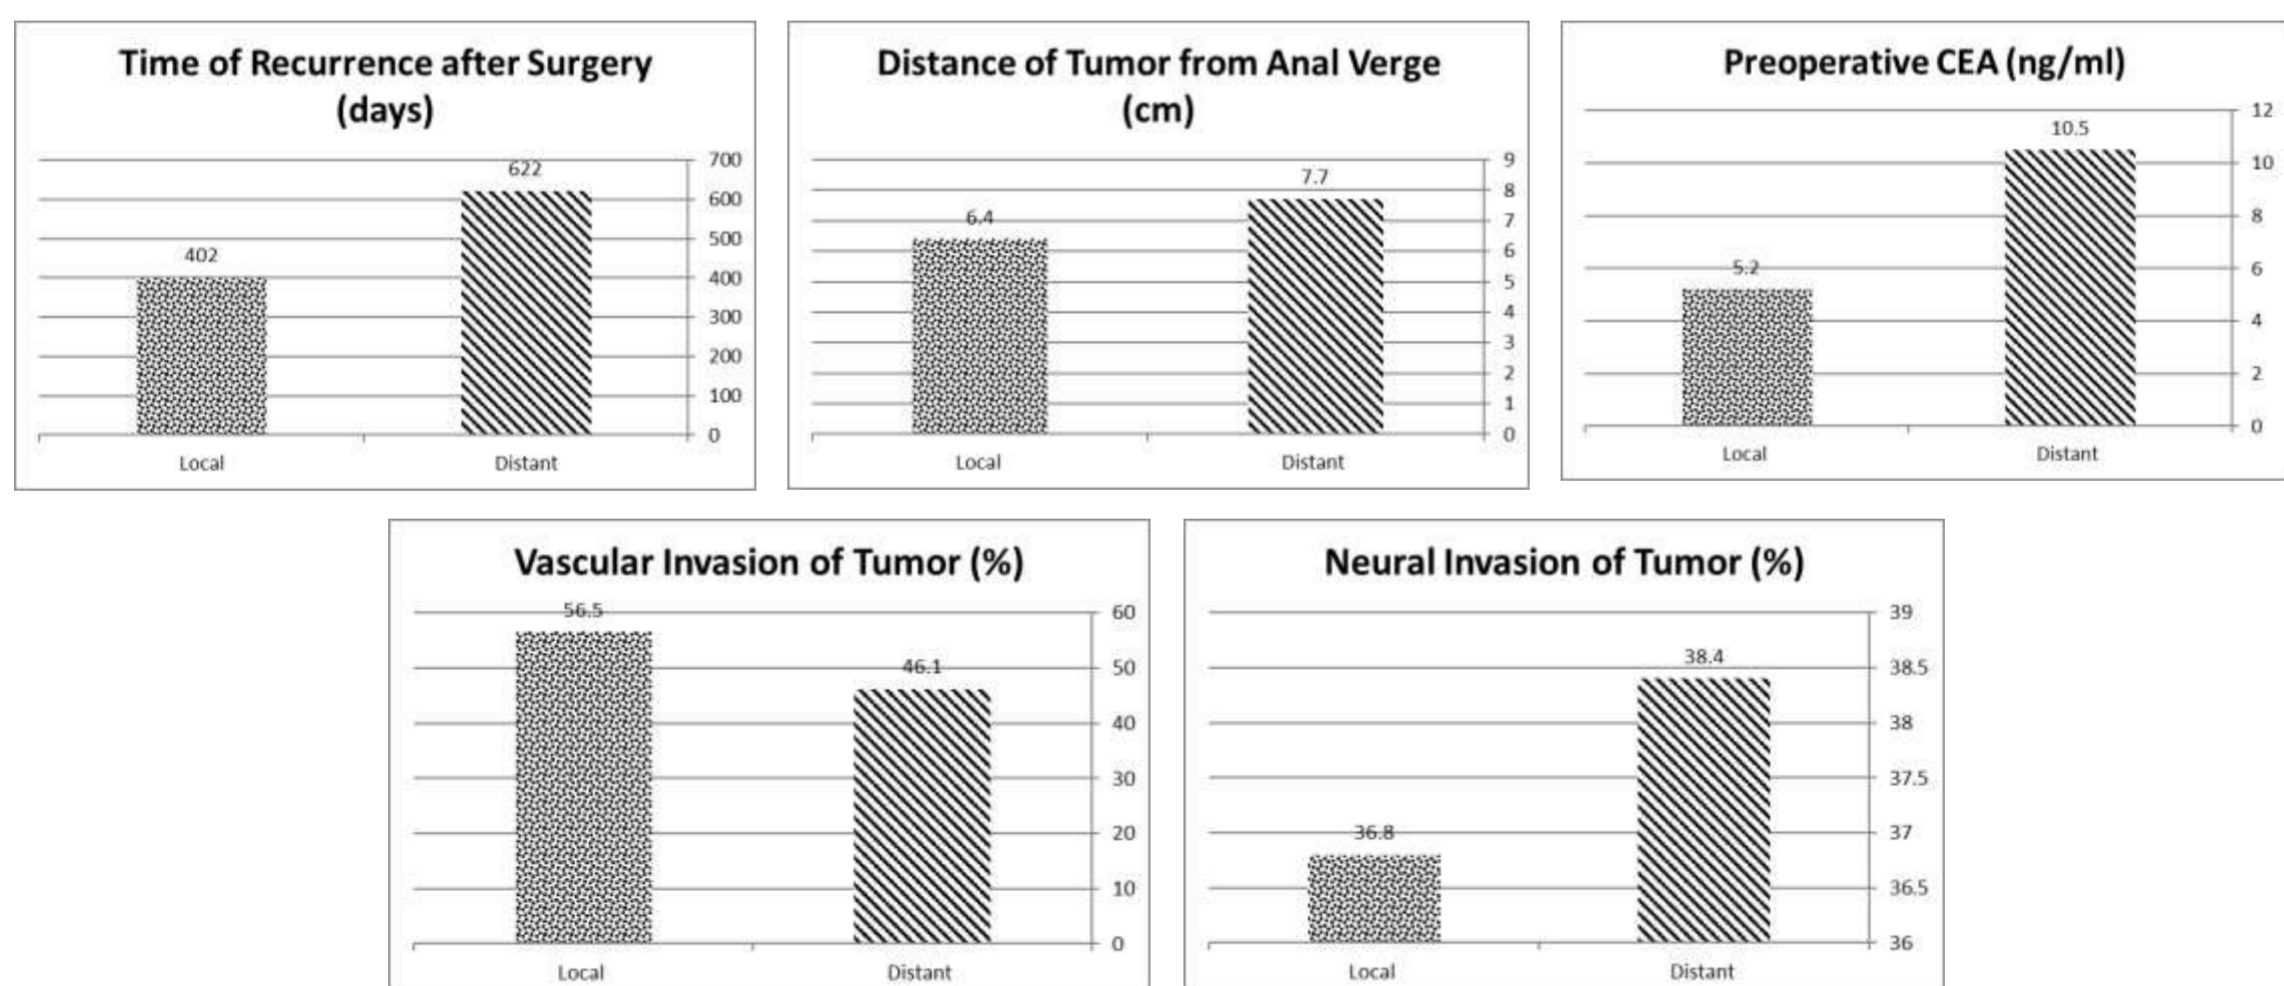 Time of Recurrence after Surgery
(days)
700
622
600
500
402
400
300
200
100
0
Local
Distant
Distance of Tumor from Anal Verge
(cm)
9
7.7
8
6.4
7
6
5
4
3
2
1
0
Local
Distant
Preoperative CEA (ng/ml)
12
10.5
10
8
5.2
6
4
2
0
Local
Distant
Vascular Invasion of Tumor (%)
56.5
60
46.1
50
40
30
20
10
0
Local
Distant
Neural Invasion of Tumor (%)
39
38.4
38.5
38
37.5
36.8
37
36.5
36
Local
Distant